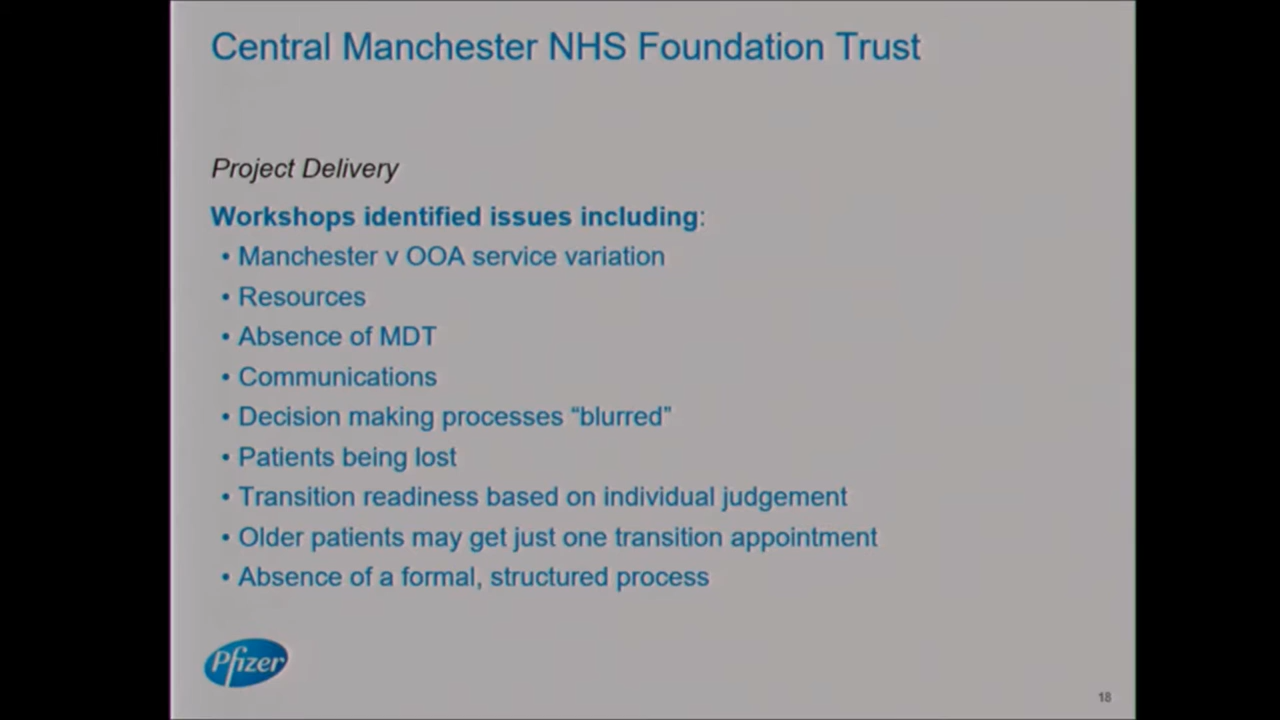 Central Manchester NHS Foundation Trust
Project Delivery
Workshops identified issues including:
• Manchester v OOA service variation
• Resources
• Absence of MDT
• Communications
• Decision making processes “blurred”
• Patients being lost
• Transition readiness based on individual judgement
• Older patients may get just one transition appointment
• Absence of a formal, structured process
Pfizer
18